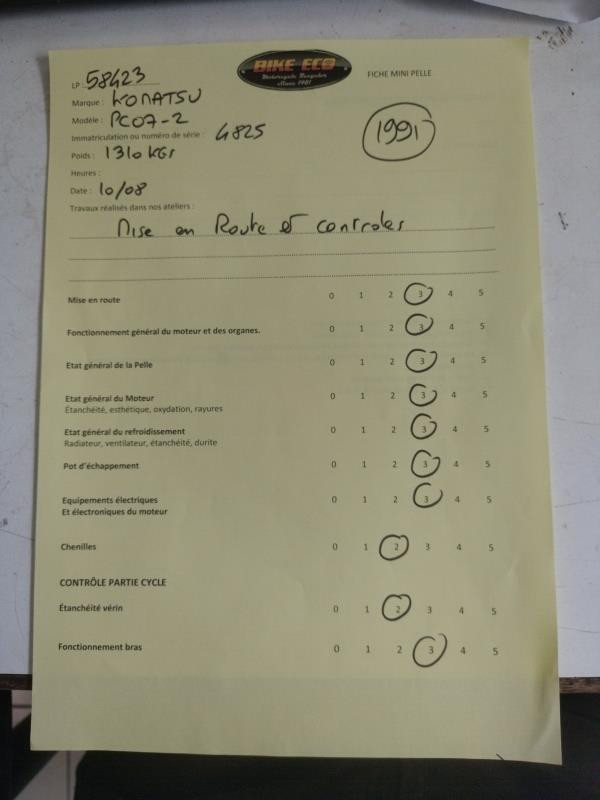 BIKE ECO
Motorcycle Recycler
Since 1981
FICHE MINI PELLE
LP : 58423
Marque : KOMATSU
Modèle : PC07-2
Immatriculation ou numéro de série : 4825
1991
Poids : 1310 KGS
Heures :
Date : 10/08
Travaux réalisés dans nos ateliers :
Mise en Route et controles
Mise en route 0 1 2 3 4 5
Fonctionnement général du moteur et des organes. 0 1 2 3 4 5
Etat général de la Pelle 0 1 2 3 4 5
Etat général du Moteur 0 1 2 3 4 5
Étanchéité, esthétique, oxydation, rayures
Etat général du refroidissement 0 1 2 3 4 5
Radiateur, ventilateur, étanchéité, durite
Pot d'échappement 0 1 2 3 4 5
Equipements électriques 0 1 2 3 4 5
Et électroniques du moteur
Chenilles 0 1 2 3 4 5
CONTRÔLE PARTIE CYCLE
Étanchéité vérin 0 1 2 3 4 5
Fonctionnement bras 0 1 2 3 4 5